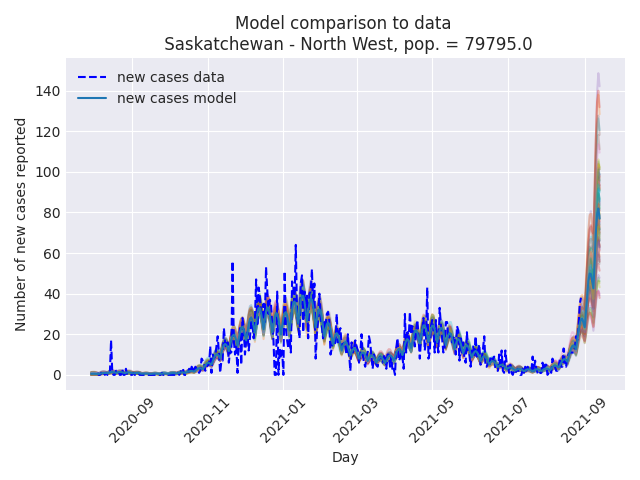 Model comparison to data
Saskatchewan - North West, pop. = 79795.0
new cases data
new cases model
Number of new cases reported
140
120
100
80
60
40
20
0
2020-09
2020-11
2021-01
2021-03
2021-05
2021-07
2021-09
Day